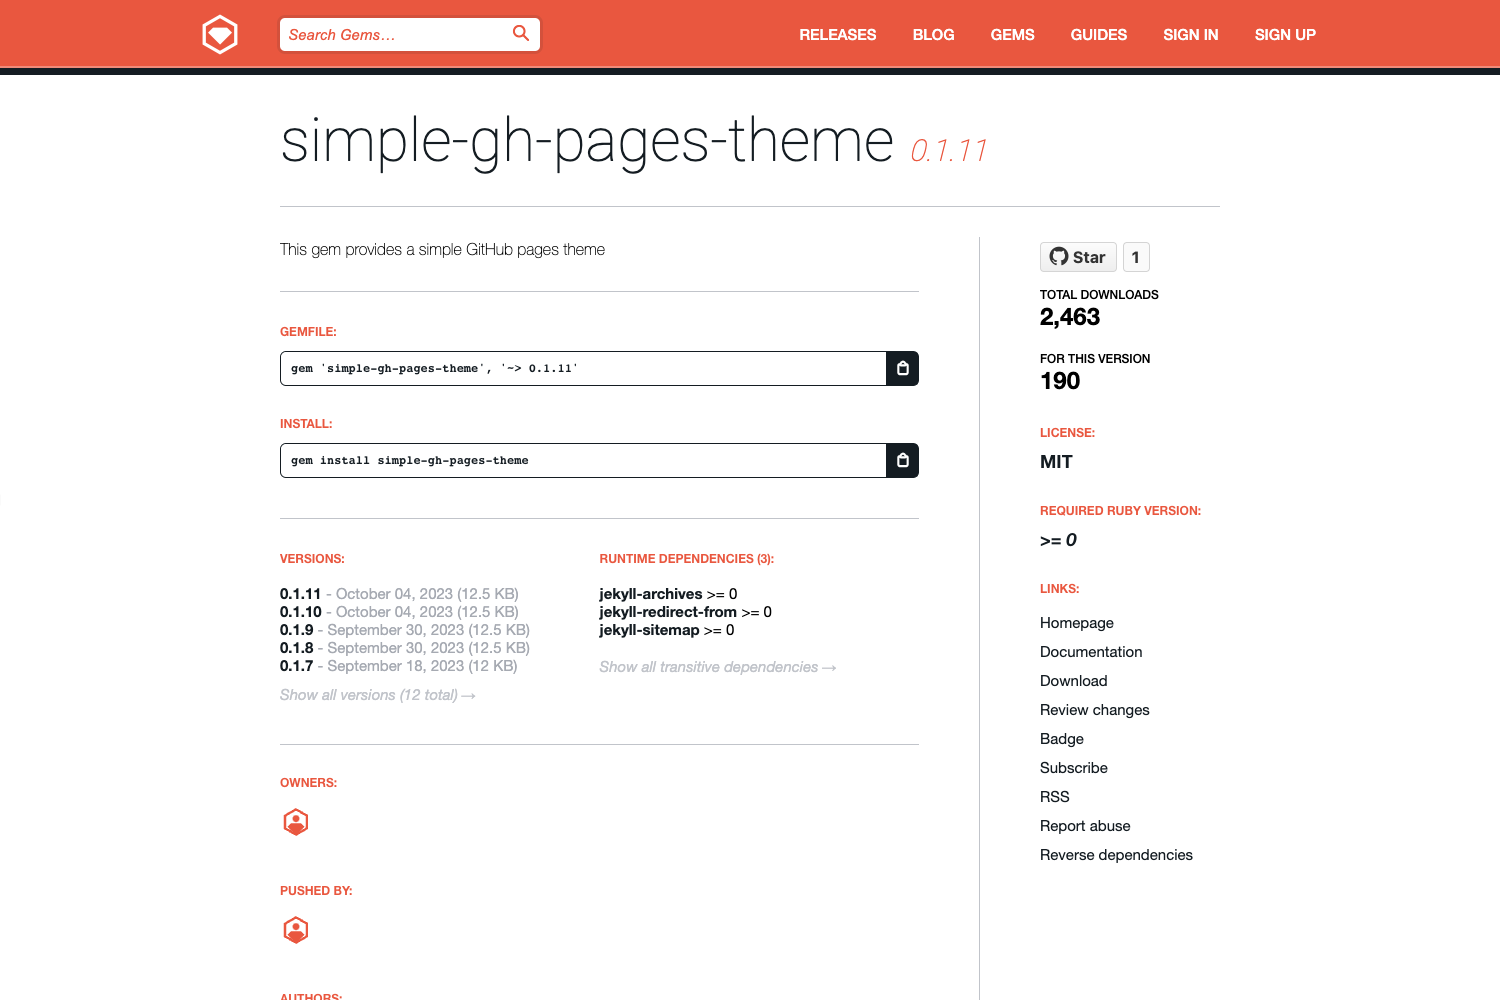 Search Gems…
RELEASES BLOG GEMS GUIDES SIGN IN SIGN UP
simple-gh-pages-theme 0.1.11
This gem provides a simple GitHub pages theme
GEMFILE:
gem 'simple-gh-pages-theme', '~> 0.1.11'
INSTALL:
gem install simple-gh-pages-theme
VERSIONS:
0.1.11 - October 04, 2023 (12.5 KB)
0.1.10 - October 04, 2023 (12.5 KB)
0.1.9 - September 30, 2023 (12.5 KB)
0.1.8 - September 30, 2023 (12.5 KB)
0.1.7 - September 18, 2023 (12 KB)
Show all versions (12 total) →
RUNTIME DEPENDENCIES (3):
jekyll-archives >= 0
jekyll-redirect-from >= 0
jekyll-sitemap >= 0
Show all transitive dependencies →
OWNERS:
PUSHED BY:
AUTHORS:
Star 1
TOTAL DOWNLOADS
2,463
FOR THIS VERSION
190
LICENSE:
MIT
REQUIRED RUBY VERSION:
>= 0
LINKS:
Homepage
Documentation
Download
Review changes
Badge
Subscribe
RSS
Report abuse
Reverse dependencies